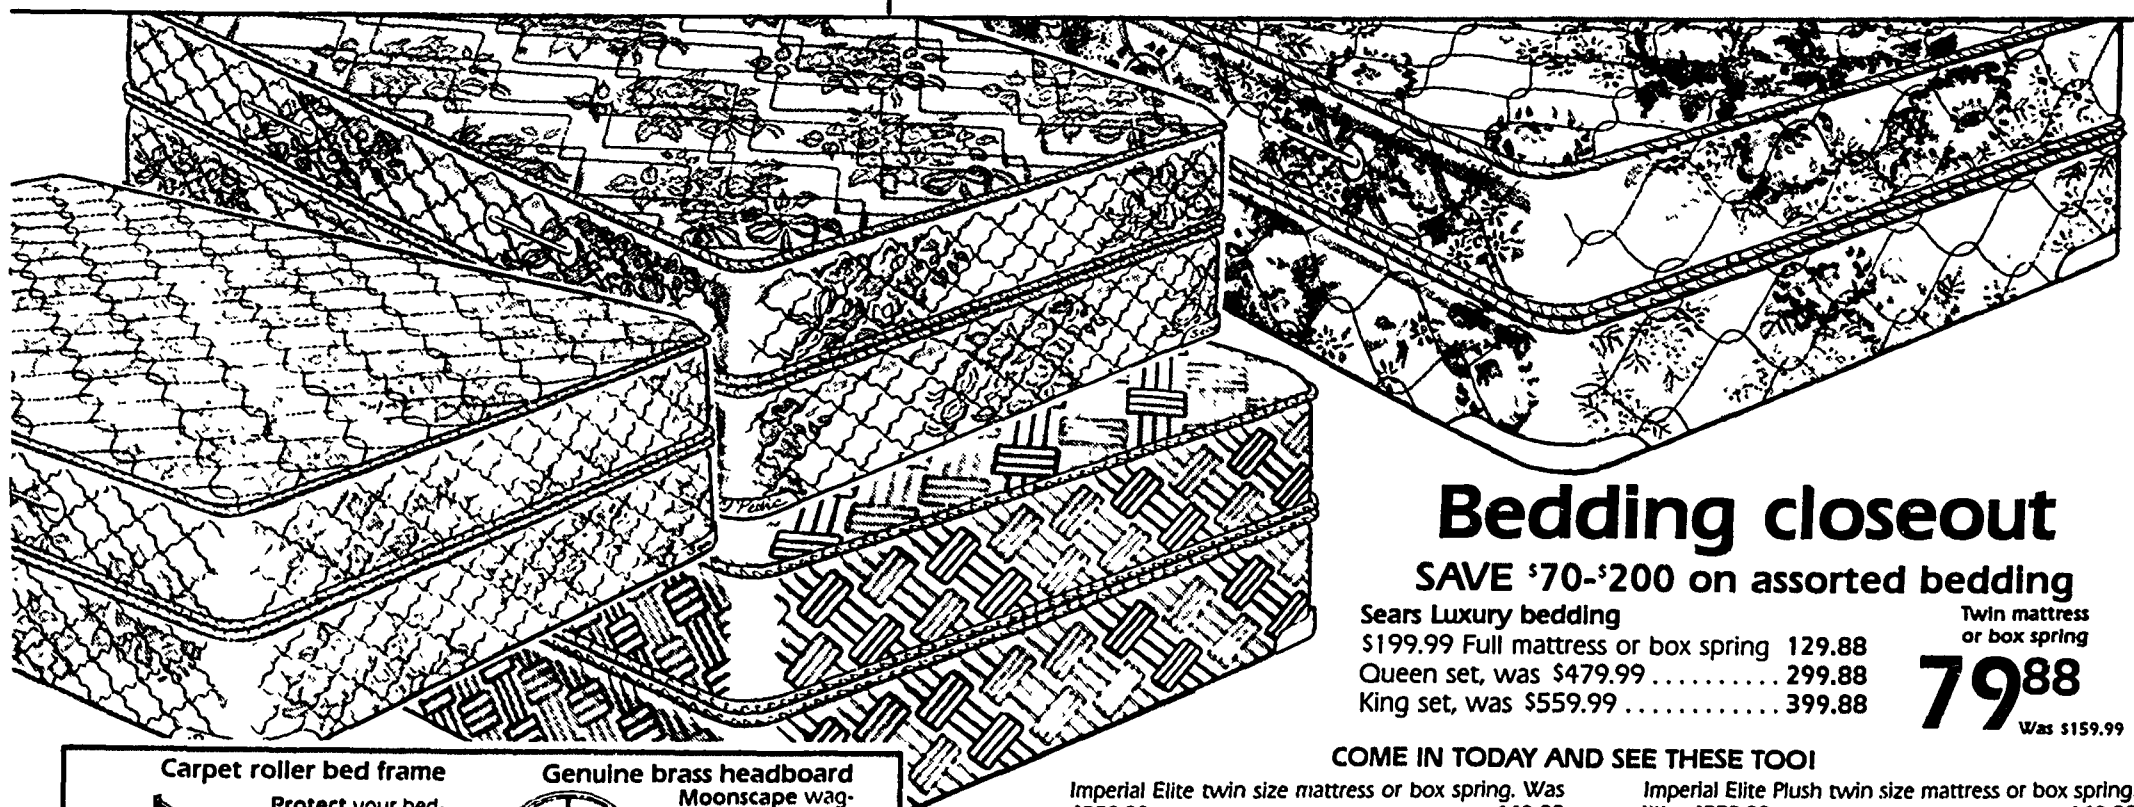 Bedding closeout
SAVE $70-$200 on assorted bedding
Sears Luxury bedding
$199.99 Full mattress or box spring 129.88
Queen set, was $479.99 .......... 299.88
King set, was $559.99 ............ 399.88
Twin mattress
or box spring
79 88
Was $159.99
COME IN TODAY AND SEE THESE TOO!
Imperial Elite twin size mattress or box spring. Was
Imperial Elite Plush twin size mattress or box spring.
Carpet roller bed frame
Protect your bed-
Genuine brass headboard
Moonscape wag-